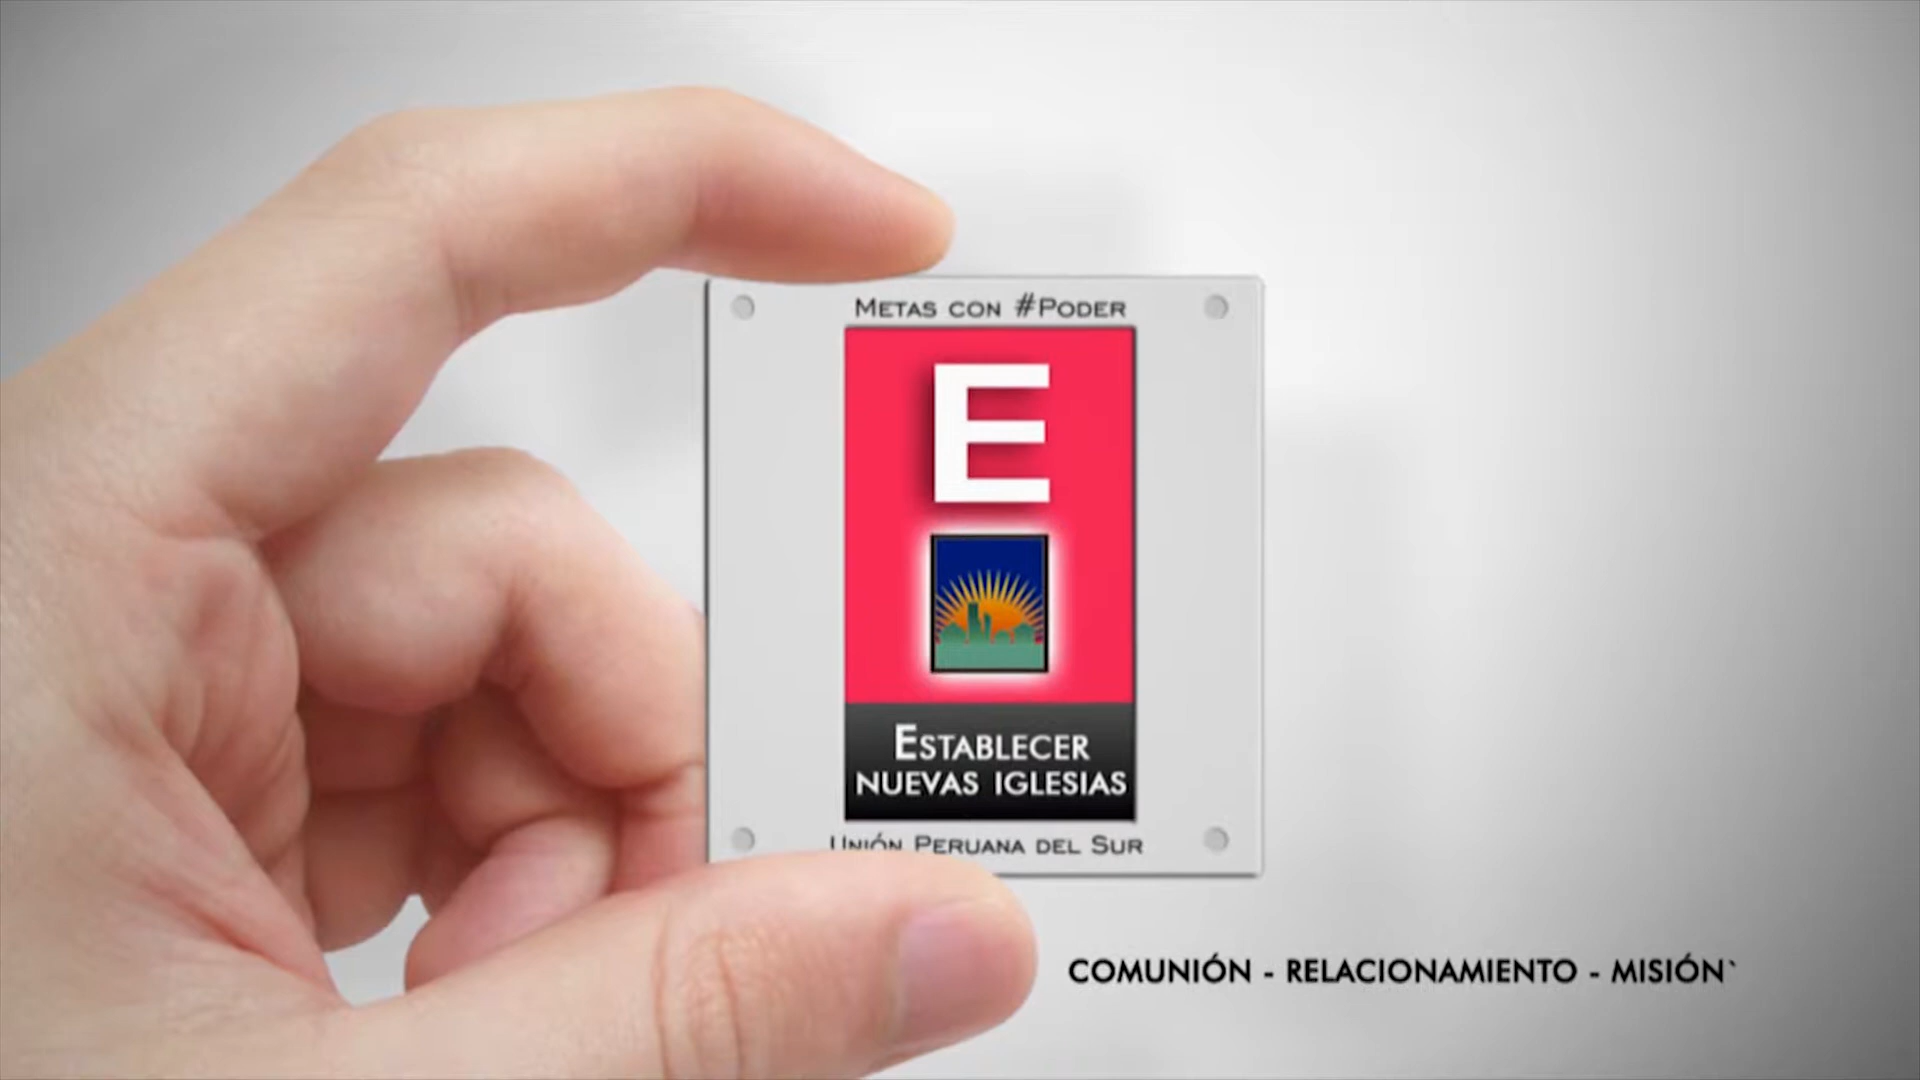 METAS CON #PODER
E
ESTABLECER
NUEVAS IGLESIAS
UNIÓN PERUANA DEL SUR
COMUNIÓN - RELACIONAMIENTO - MISIÓN`